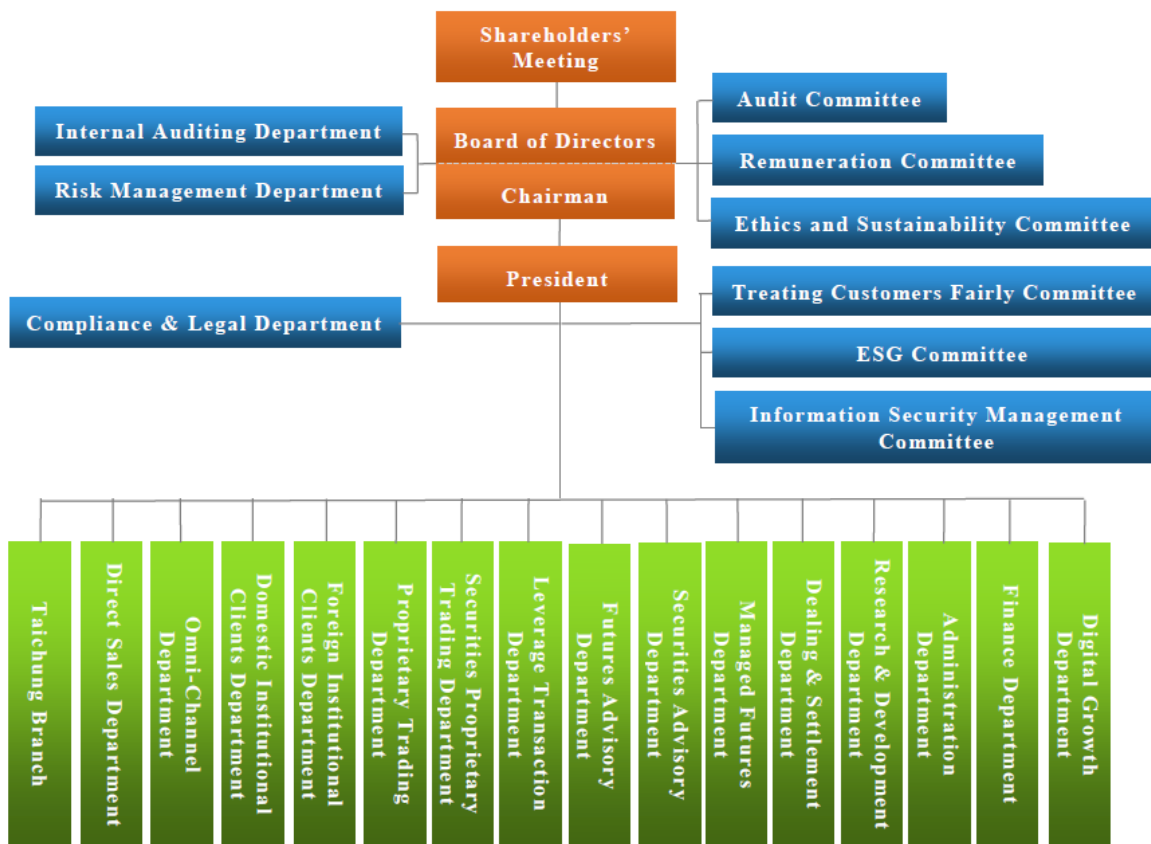 Shareholders’
Meeting
Audit Committee
Internal Auditing Department
Board of Directors
Remuneration Committee
Risk Management Department
Chairman
Ethics and Sustainability Committee
President
Treating Customers Fairly Committee
Compliance & Legal Department
ESG Committee
Information Security Management
Committee
Taichung Branch
Direct Sales Department
Omni-Channel
Department
Domestic Institutional
Clients Department
Foreign Institutional
Clients Department
Proprietary Trading
Department
Securities Proprietary
Trading Department
Leverage Transaction
Department
Futures Advisory
Department
Securities Advisory
Department
Managed Futures
Department
Dealing & Settlement
Department
Research & Development
Department
Administration
Department
Finance Department
Digital Growth
Department